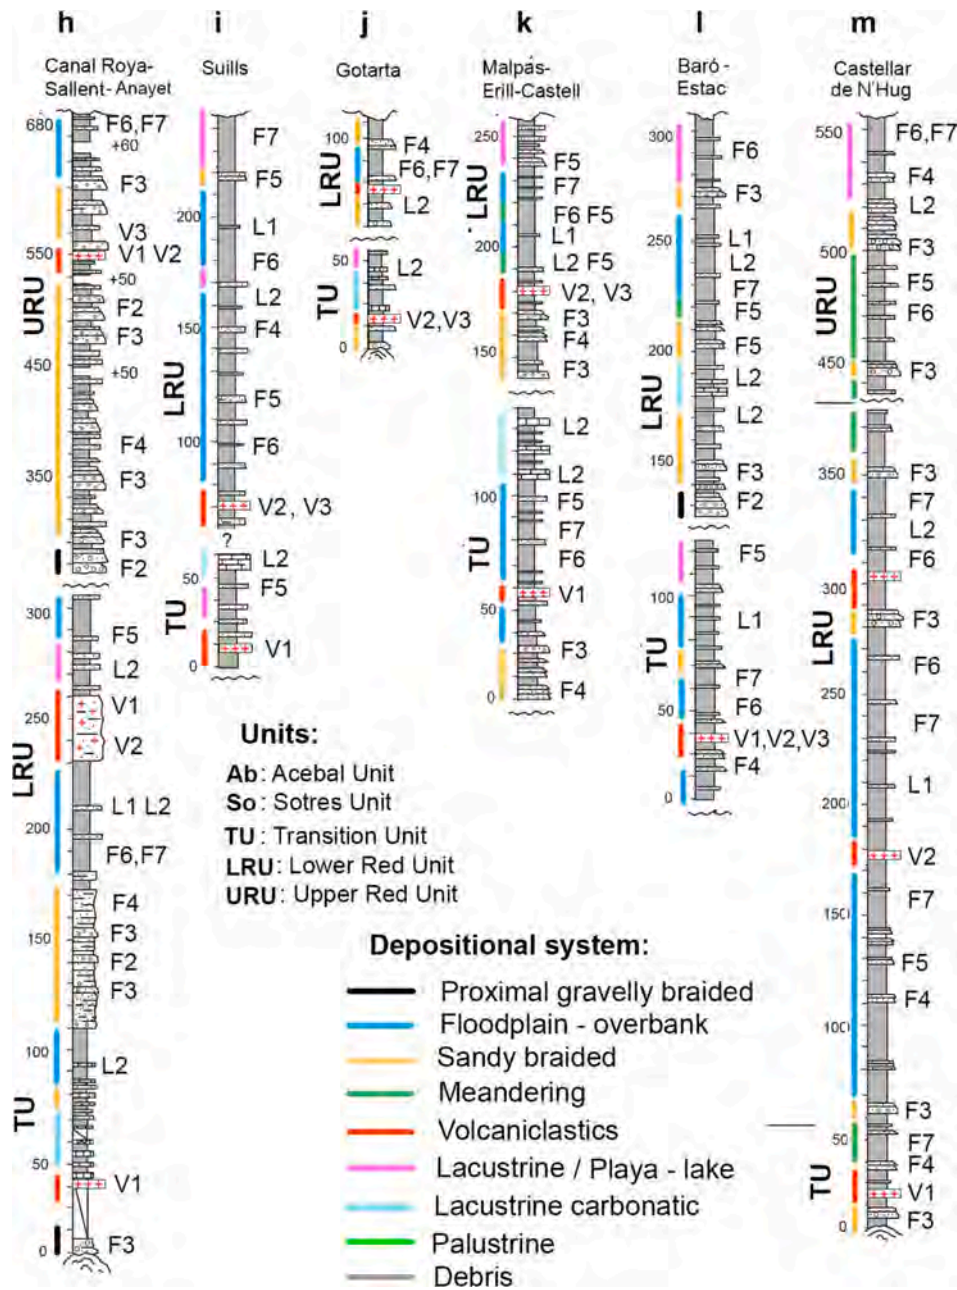 h
i
j
k
l
m
Canal Roya-
Sallent-Anayet
Suills
Gotarta
Malpás-
Erill-Castell
Baró-
Estac
Castellar
de N'Hug
680
F6,F7
+60
F3
V3
550
V1 V2
+50
F2
F3
450
+50
F4
350
F3
F3
F2
URU
300
F5
L2
V1
250
V2
L1 L2
200
F6,F7
F4
F3
150
F2
F3
LRU
100
L2
50
V1
0
F3
TU
F7
F5
200
L1
F6
L2
150
F4
F5
100
F6
V2, V3
LRU
?
L2
50
F5
V1
0
TU
100
F4
F6,F7
L2
LRU
50
L2
V2,V3
0
TU
250
F5
F7
F6 F5
L1
200
L2 F5
V2, V3
F3
F4
150
F3
LRU
L2
L2
100
F5
F7
F6
V1
50
F3
F4
0
TU
300
F6
F3
250
L1
L2
F7
F5
200
F5
L2
L2
150
F3
F2
LRU
F5
100
L1
F7
F6
50
V1,V2,V3
F4
0
TU
550
F6,F7
F4
L2
F3
500
F5
F6
450
F3
URU
350
F3
F7
L2
F6
300
F3
F6
250
F7
L1
200
V2
F7
150
F5
F4
100
F3
LRU
50
F7
F4
V1
F3
0
TU
Units:
Ab: Acebal Unit
So: Sotres Unit
TU: Transition Unit
LRU: Lower Red Unit
URU: Upper Red Unit
Depositional system:
Proximal gravelly braided
Floodplain - overbank
Sandy braided
Meandering
Volcaniclastics
Lacustrine / Playa - lake
Lacustrine carbonatic
Palustrine
Debris